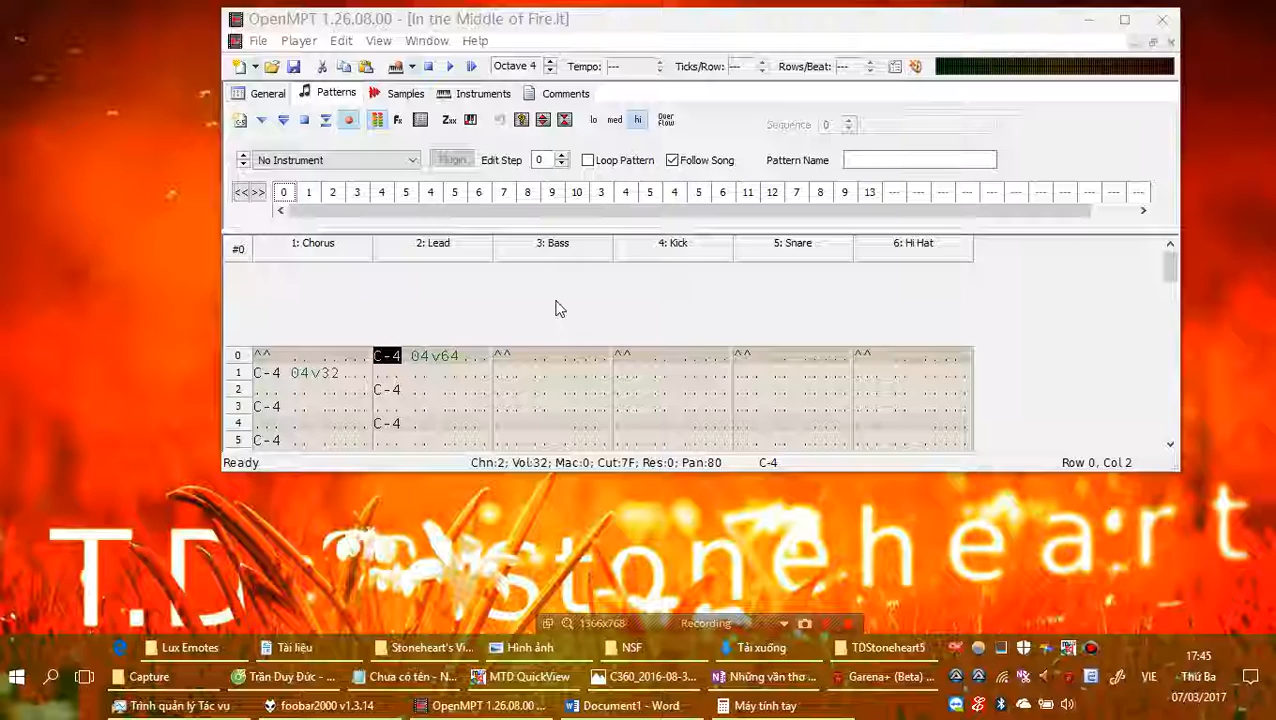 OpenMPT 1.26.08.00 - [In the Middle of Fire.it]
File Player Edit View Window Help
Octave 4 Tempo: --- Ticks/Row: --- Rows/Beat: ---
General Patterns Samples Instruments Comments
fx Zxx lo med hi Over Flow Sequence 0
No Instrument Plugin Edit Step 0 Loop Pattern Follow Song Pattern Name
<< >> 0 1 2 3 4 5 4 5 6 7 8 9 10 3 4 5 4 5 6 11 12 7 8 9 13 --- --- --- --- --- --- --- ---
#0 1: Chorus 2: Lead 3: Bass 4: Kick 5: Snare 6: Hi Hat
0 ^^ .. ... ... C-4 04v64... ^^ .. ... ... ^^ .. ... ... ^^ .. ... ... ^^ .. ... ...
1 C-4 04v32...
2 ... C-4
3 C-4
4 ... C-4
5 C-4
Ready Chn:2; Vol:32; Mac:0; Cut:7F; Res:0; Pan:80 C-4 Row 0, Col 2
T.D Stoneheart
1366x768 Recording
Lux Emotes Tài liệu Stoneheart's Vi... Hình ảnh NSF Tải xuống TDStoneheart5 17:45
Capture Trần Duy Đức - ... Chưa có tên - N... MTD QuickView C360_2016-08-3... Những vần thơ ... Garena+ (Beta) ... VIE Thứ Ba
Trình quản lý Tác vụ foobar2000 v1.3.14 OpenMPT 1.26.08.00 ... Document1 - Word Máy tính tay 07/03/2017